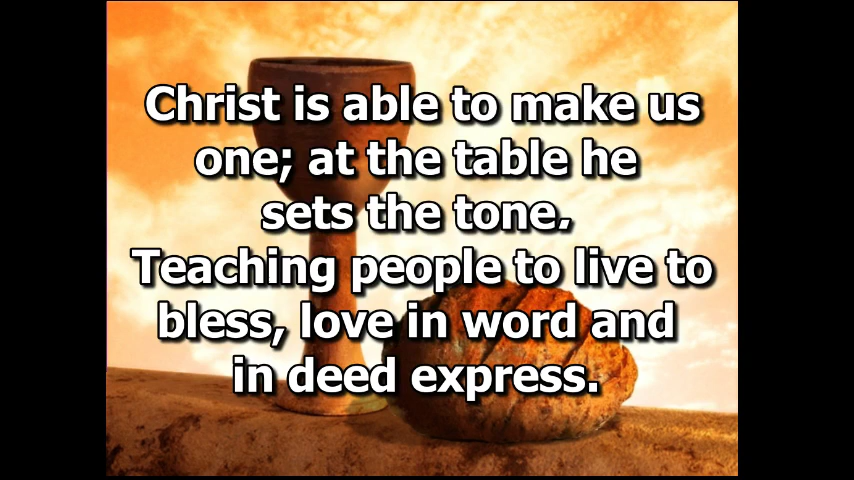 Christ is able to make us
one; at the table he
sets the tone,
Teaching people to live to
bless, love in word and
in deed express.